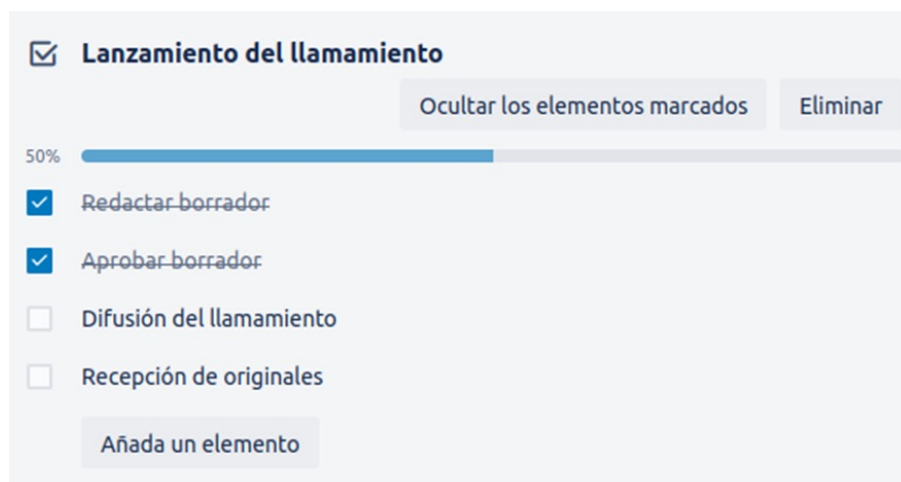 Lanzamiento del llamamiento
Ocultar los elementos marcados Eliminar
50%
Redactar borrador
Aprobar borrador
Difusión del llamamiento
Recepción de originales
Añada un elemento